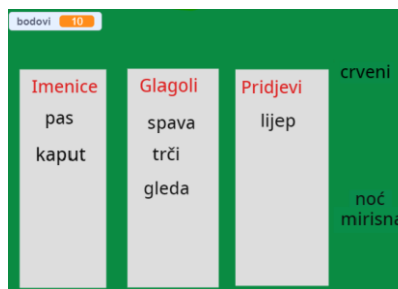 bodovi 10
Imenice
pas
kaput
Glagoli
spava
trči
gleda
Pridjevi
lijep
crveni
noć
mirisna